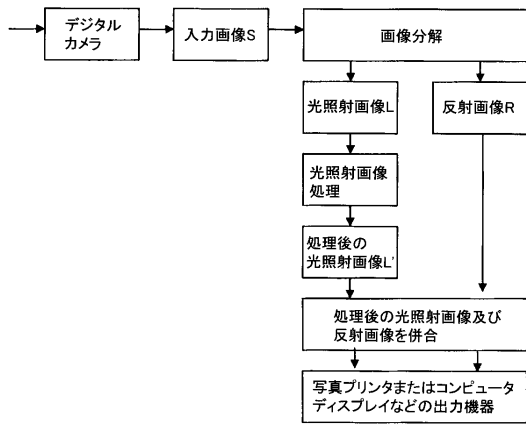 デジタル
カメラ
入力画像S
画像分解
光照射画像L
反射画像R
光照射画像
処理
処理後の
光照射画像L'
処理後の光照射画像及び
反射画像を併合
写真プリンタまたはコンピュータ
ディスプレイなどの出力機器